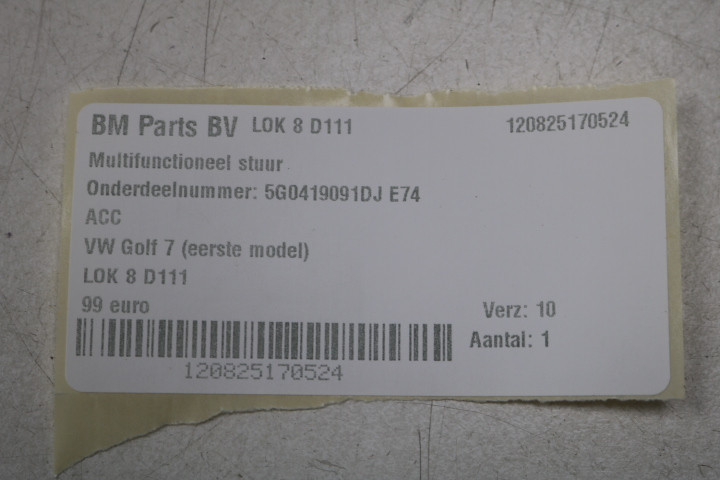 BM Parts BV LOK 8 D111 120825170524
Multifunctioneel stuur
Onderdeelnummer: 5G0419091DJ E74
ACC
VW Golf 7 (eerste model)
LOK 8 D111
99 euro Verz: 10
Aantal: 1
120825170524